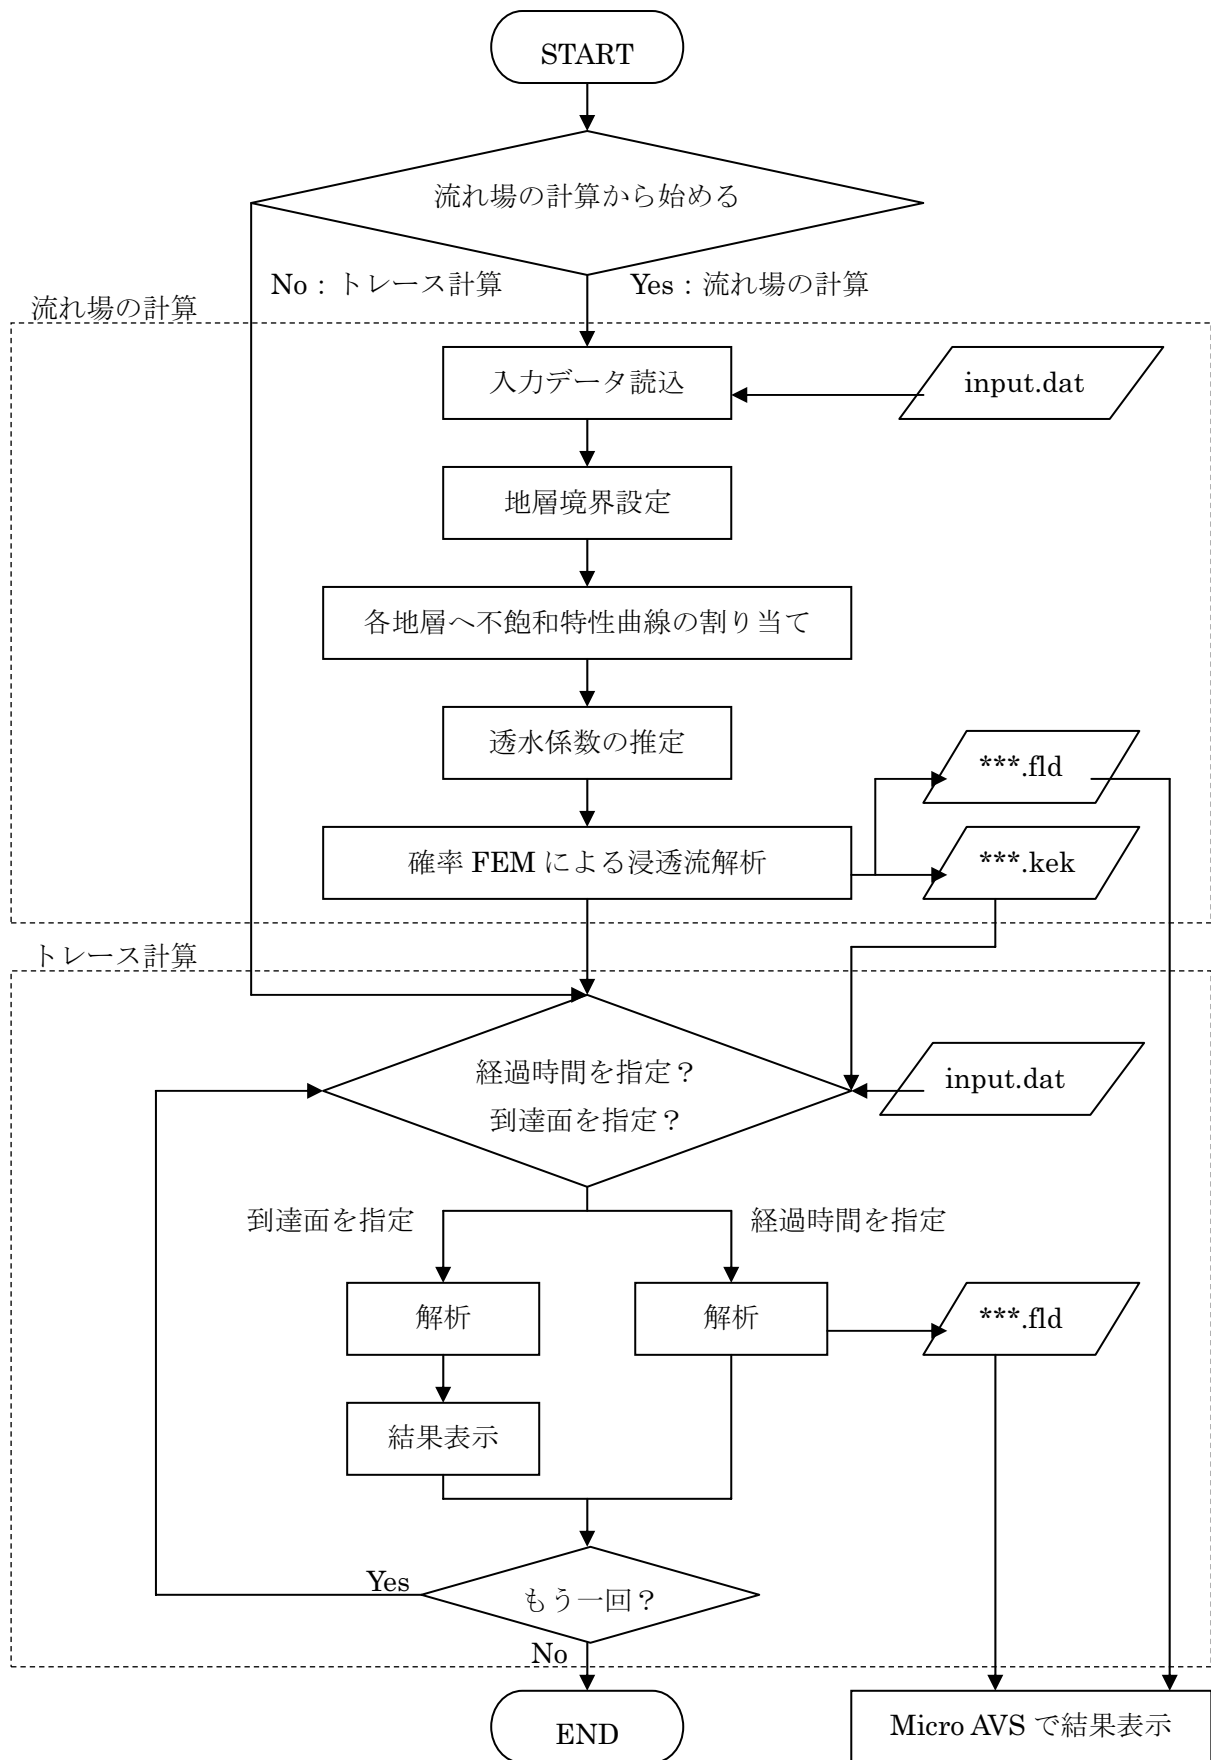 START
流れ場の計算から始める
No：トレース計算
Yes：流れ場の計算
流れ場の計算
入力データ読込
input.dat
地層境界設定
各地層へ不飽和特性曲線の割り当て
透水係数の推定
***.fld
確率 FEM による浸透流解析
***.kek
トレース計算
経過時間を指定？
到達面を指定？
input.dat
到達面を指定
経過時間を指定
解析
解析
***.fld
結果表示
Yes
もう一回？
No
END
Micro AVS で結果表示